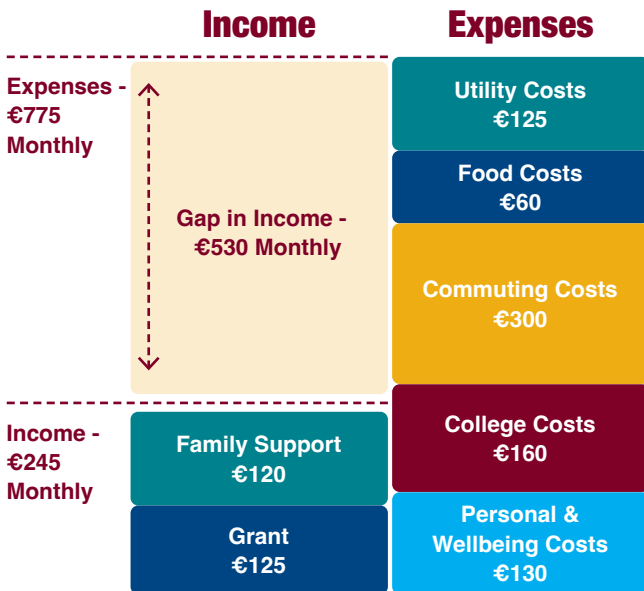 Income
Expenses
Expenses -
€775
Monthly
Gap in Income -
€530 Monthly
Income -
€245
Monthly
Family Support
€120
Grant
€125
Utility Costs
€125
Food Costs
€60
Commuting Costs
€300
College Costs
€160
Personal &
Wellbeing Costs
€130